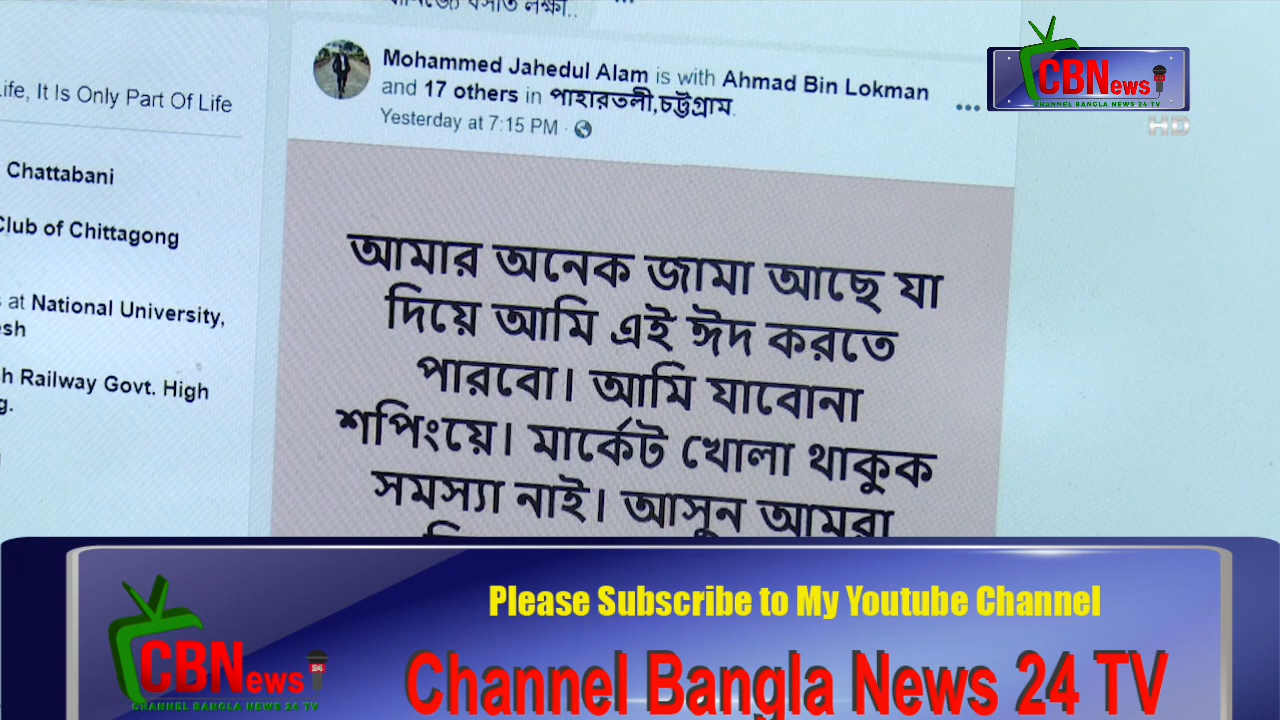 Life, It Is Only Part Of Life
Chattabani
Club of Chittagong
at National University,
esh
h Railway Govt. High
g.
Mohammed Jahedul Alam is with Ahmad Bin Lokman
and 17 others in পাহারতলী,চট্টগ্রাম.
Yesterday at 7:15 PM ·
আমার অনেক জামা আছে যা
দিয়ে আমি এই ঈদ করতে
পারবো। আমি যাবোনা
শপিংয়ে। মার্কেট খোলা থাকুক
সমস্যা নাই। আসুন আমরা
CBNews
CHANNEL BANGLA NEWS 24 TV
HD
CBNews 24
CHANNEL BANGLA NEWS 24 TV
Please Subscribe to My Youtube Channel
Channel Bangla News 24 TV